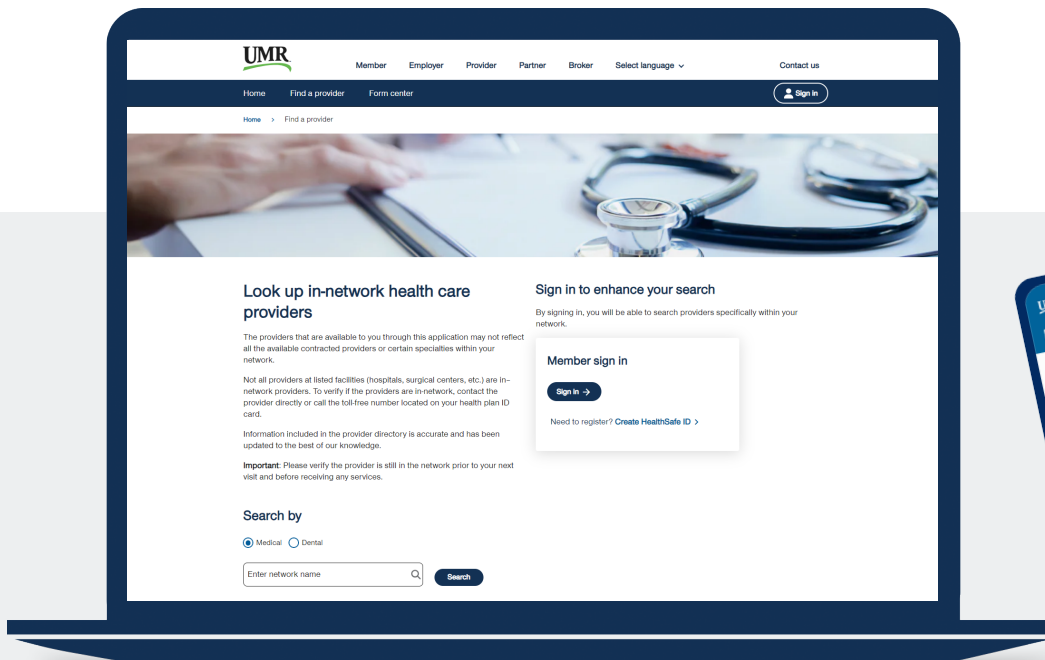 UMR
Member Employer Provider Partner Broker Select language Contact us
Home Find a provider Form center Sign in
Home > Find a provider
Look up in-network health care
providers
The providers that are available to you through this application may not reflect
all the available contracted providers or certain specialties within your
network.
Not all providers at listed facilities (hospitals, surgical centers, etc.) are in-
network providers. To verify if the providers are in-network, contact the
provider directly or call the toll-free number located on your health plan ID
card.
Information included in the provider directory is accurate and has been
updated to the best of our knowledge.
Important: Please verify the provider is still in the network prior to your next
visit and before receiving any services.
Search by
Medical Dental
Enter network name Search
Sign in to enhance your search
By signing in, you will be able to search providers specifically within your
network.
Member sign in
Sign in →
Need to register? Create HealthSafe ID >